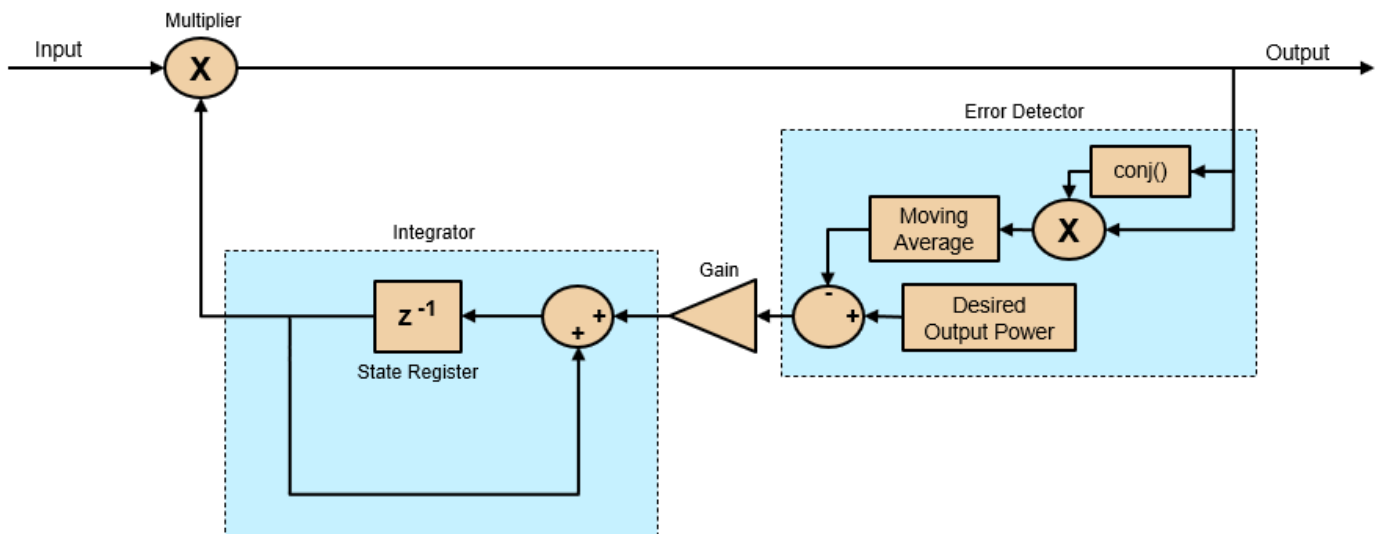 Multiplier
Input
X
Output
Error Detector
conj()
Moving
Average
X
Integrator
Gain
-
+
Desired
Output Power
z -1
+
+
State Register